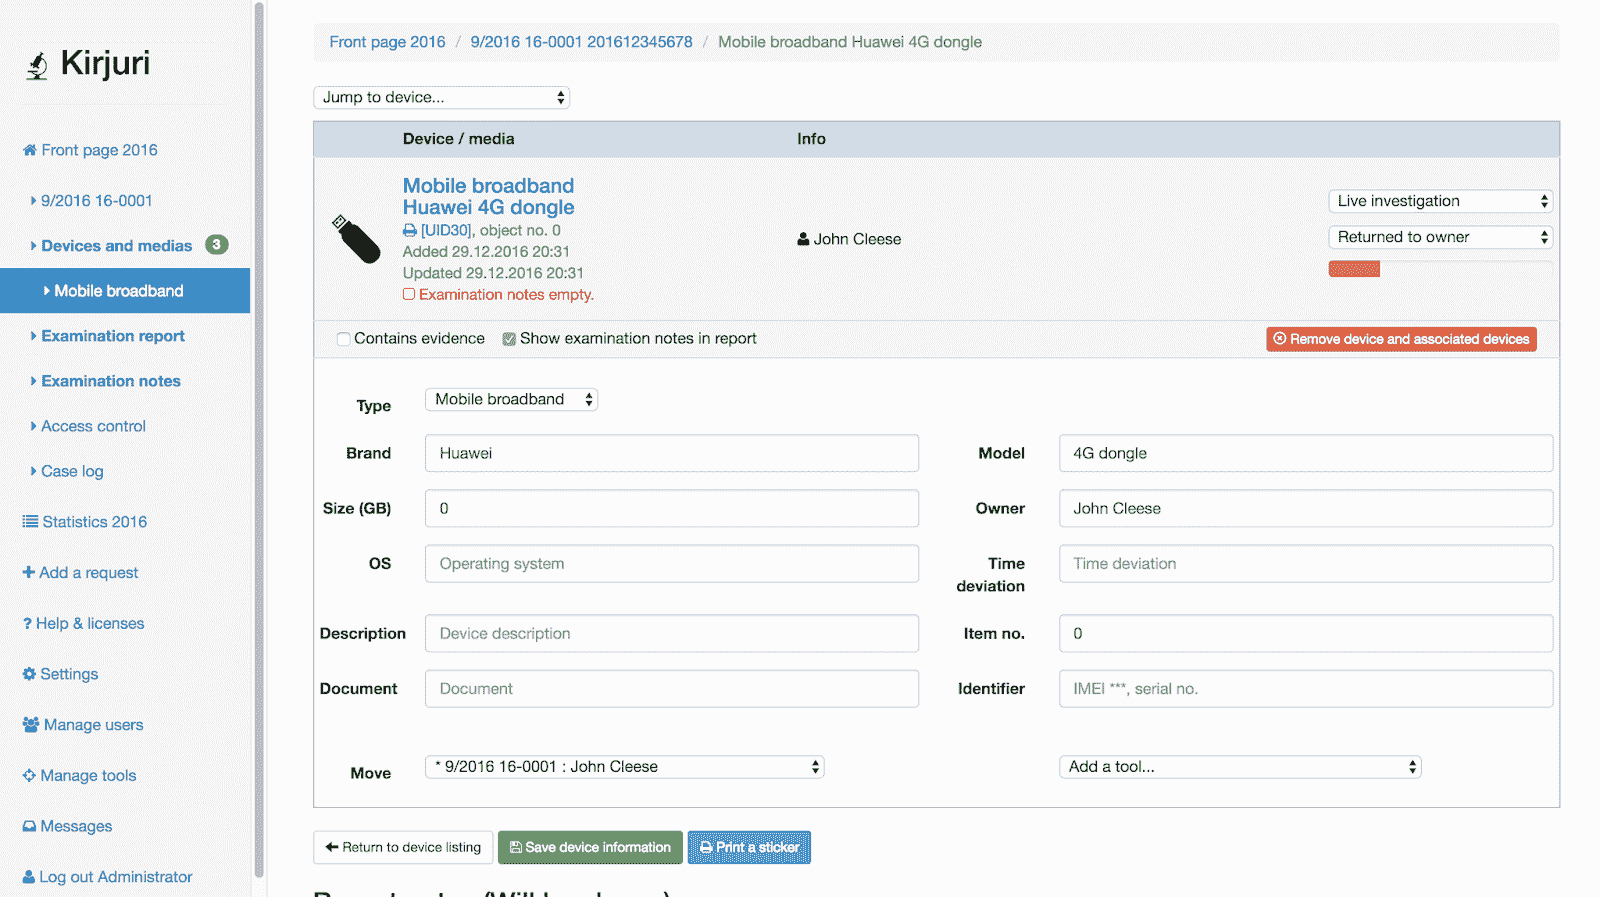 Kirjuri
Front page 2016
9/2016 16-0001
Devices and medias 3
Mobile broadband
Examination report
Examination notes
Access control
Case log
Statistics 2016
Add a request
? Help & licenses
Settings
Manage users
Manage tools
Messages
Log out Administrator
Front page 2016 / 9/2016 16-0001 201612345678 / Mobile broadband Huawei 4G dongle
Jump to device...
Device / media Info
Mobile broadband
Huawei 4G dongle
[UID30], object no. 0
Added 29.12.2016 20:31
Updated 29.12.2016 20:31
Examination notes empty.
John Cleese
Live investigation
Returned to owner
Contains evidence Show examination notes in report Remove device and associated devices
Type Mobile broadband
Brand Huawei Model 4G dongle
Size (GB) 0 Owner John Cleese
OS Operating system Time deviation Time deviation
Description Device description Item no. 0
Document Document Identifier IMEI ***, serial no.
Move * 9/2016 16-0001 : John Cleese Add a tool...
Return to device listing Save device information Print a sticker